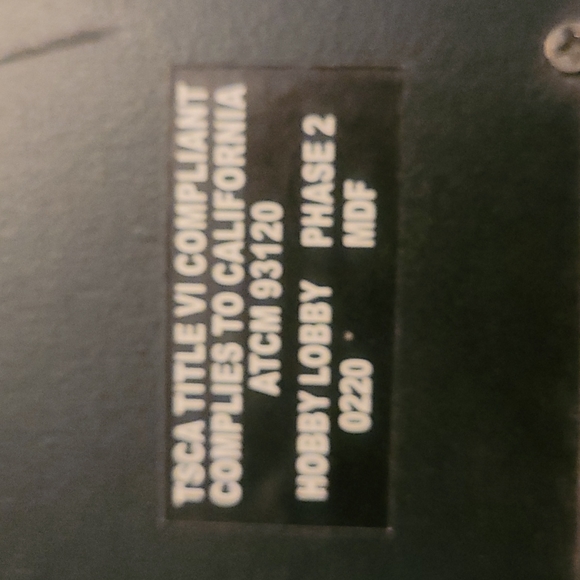 TSCA TITLE VI COMPLIANT
COMPLIES TO CALIFORNIA
ATCM 93120
HOBBY LOBBY PHASE 2
0220 MDF